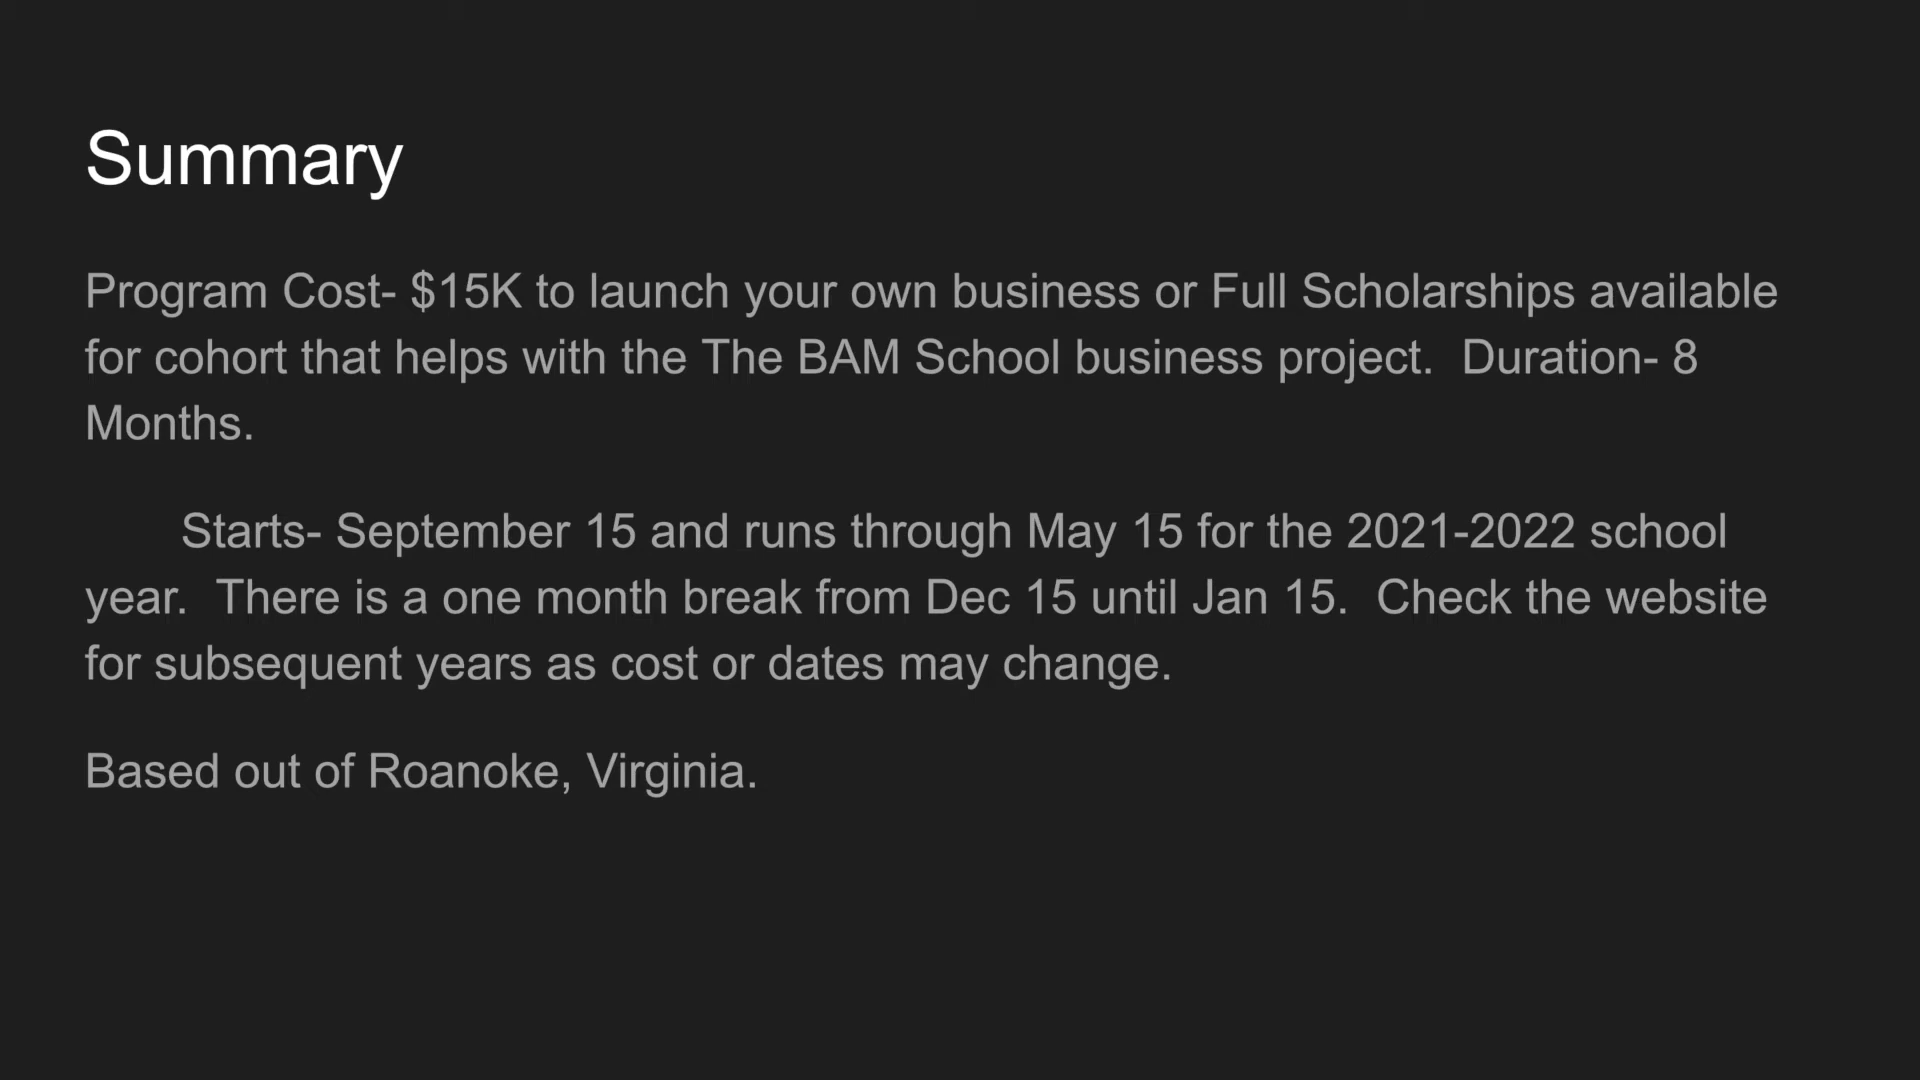 Summary
Program Cost- $15K to launch your own business or Full Scholarships available
for cohort that helps with the The BAM School business project.  Duration- 8
Months.
Starts- September 15 and runs through May 15 for the 2021-2022 school
year.  There is a one month break from Dec 15 until Jan 15.  Check the website
for subsequent years as cost or dates may change.
Based out of Roanoke, Virginia.